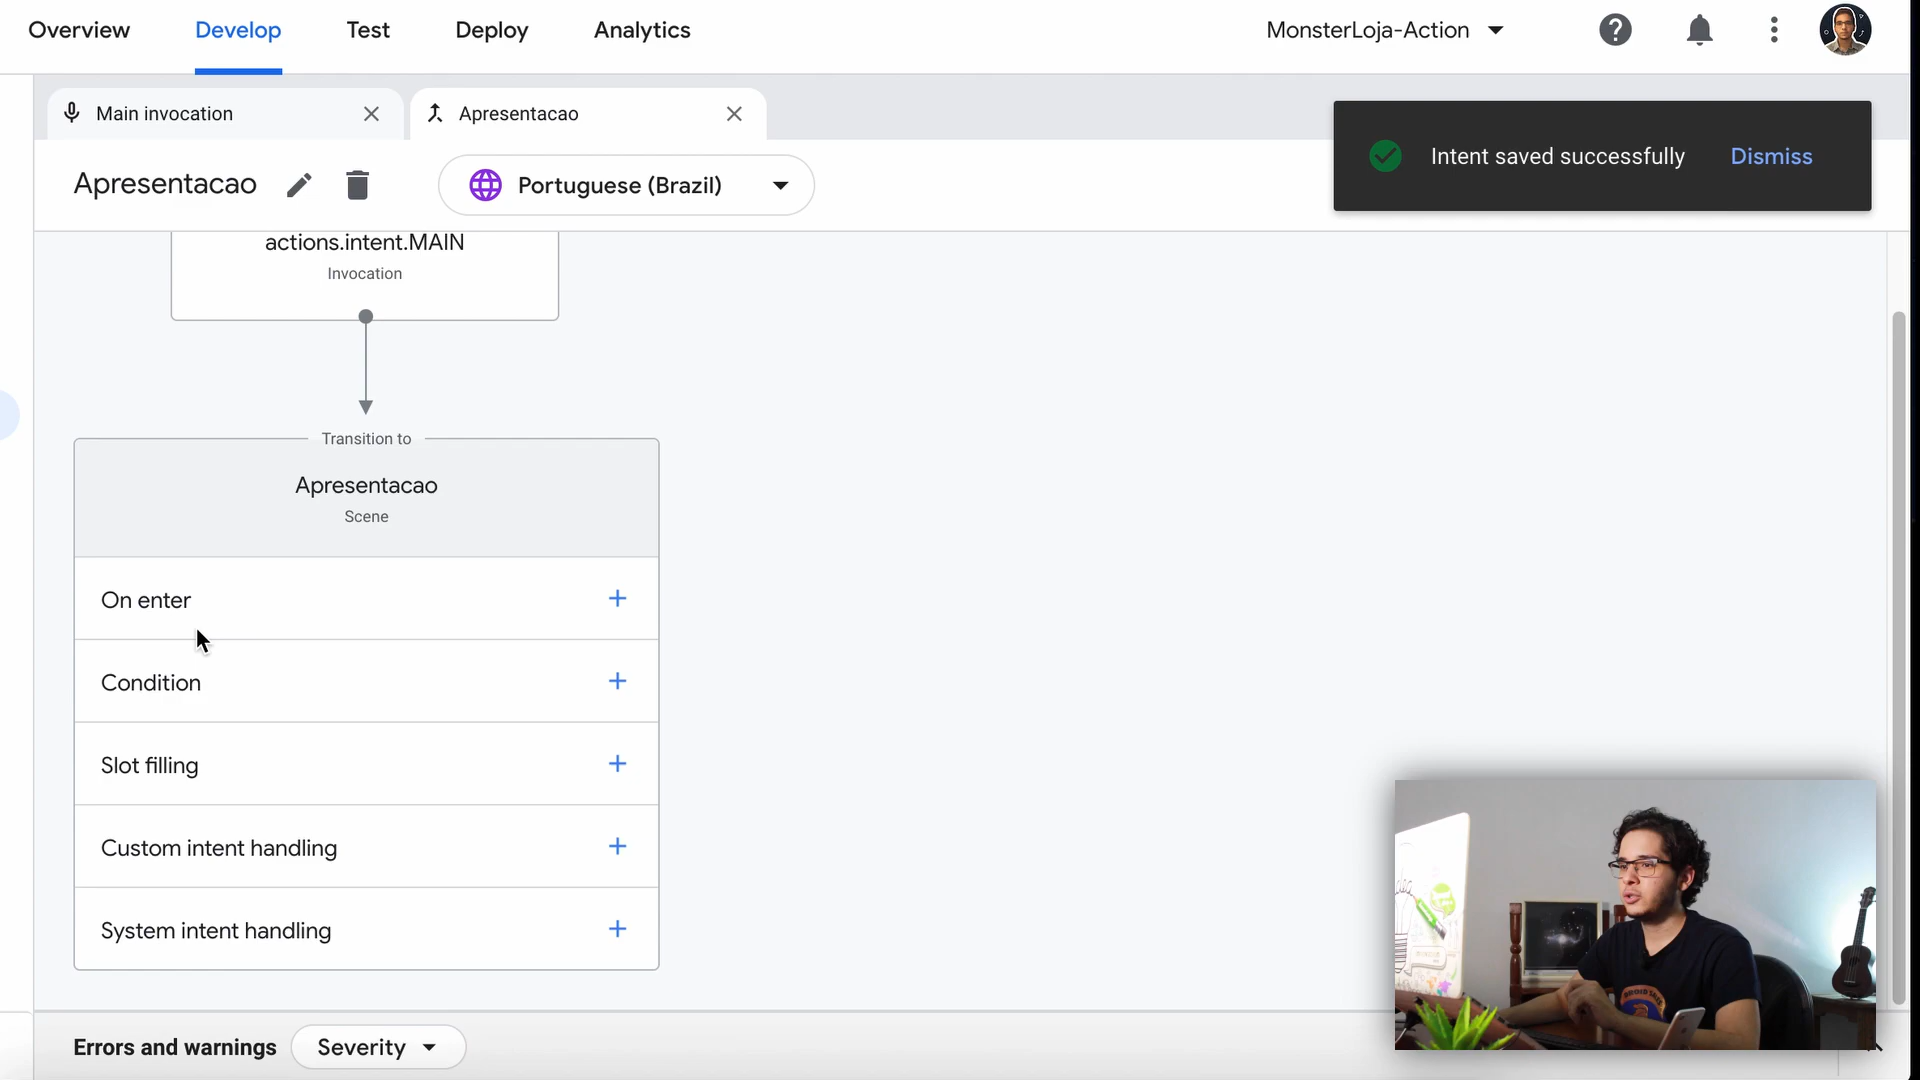 Overview Develop Test Deploy Analytics MonsterLoja-Action
Main invocation Apresentacao
Intent saved successfully Dismiss
Apresentacao Portuguese (Brazil)
actions.intent.MAIN
Invocation
Transition to
Apresentacao
Scene
On enter
Condition
Slot filling
Custom intent handling
System intent handling
Errors and warnings Severity